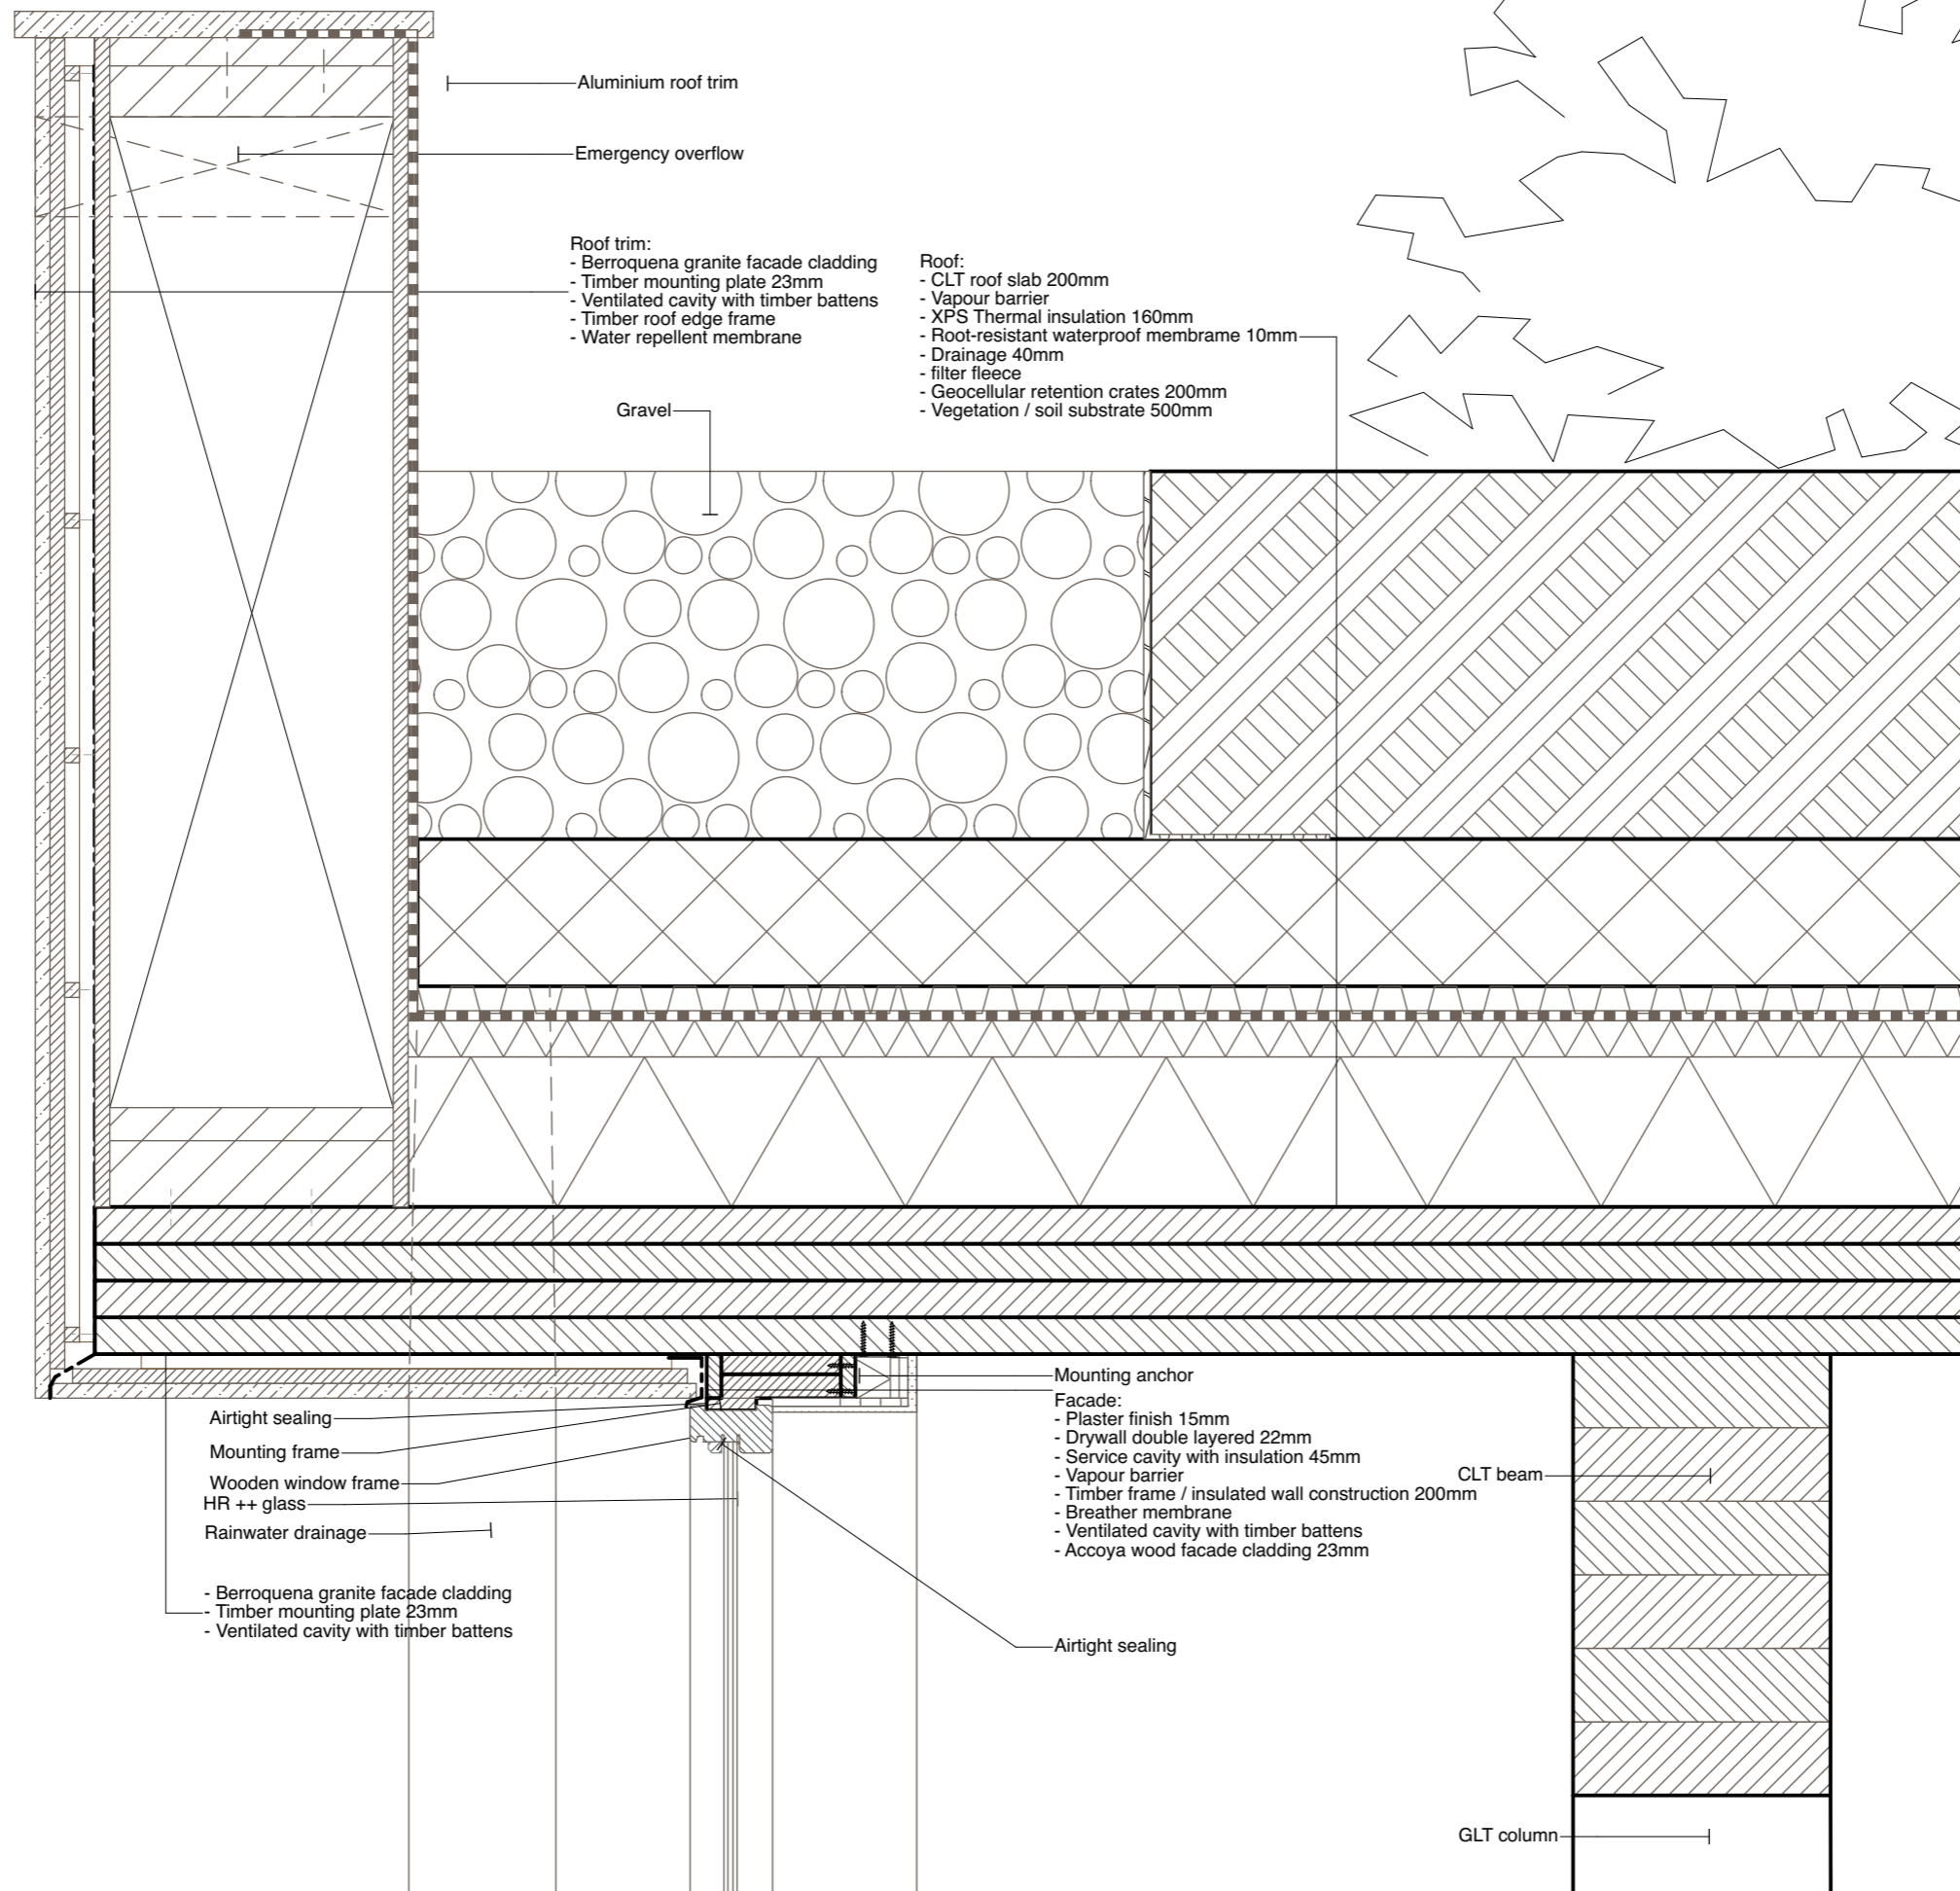 Aluminium roof trim
Emergency overflow
Roof trim:
- Berroquena granite facade cladding
- Timber mounting plate 23mm
- Ventilated cavity with timber battens
- Timber roof edge frame
- Water repellent membrane
Roof:
- CLT roof slab 200mm
- Vapour barrier
- XPS Thermal insulation 160mm
- Root-resistant waterproof membrame 10mm
- Drainage 40mm
- filter fleece
- Geocellular retention crates 200mm
- Vegetation / soil substrate 500mm
Gravel
Mounting anchor
Facade:
- Plaster finish 15mm
- Drywall double layered 22mm
- Service cavity with insulation 45mm
- Vapour barrier
- Timber frame / insulated wall construction 200mm
- Breather membrane
- Ventilated cavity with timber battens
- Accoya wood facade cladding 23mm
Airtight sealing
Mounting frame
Wooden window frame
HR ++ glass
Rainwater drainage
- Berroquena granite facade cladding
- Timber mounting plate 23mm
- Ventilated cavity with timber battens
CLT beam
Airtight sealing
GLT column